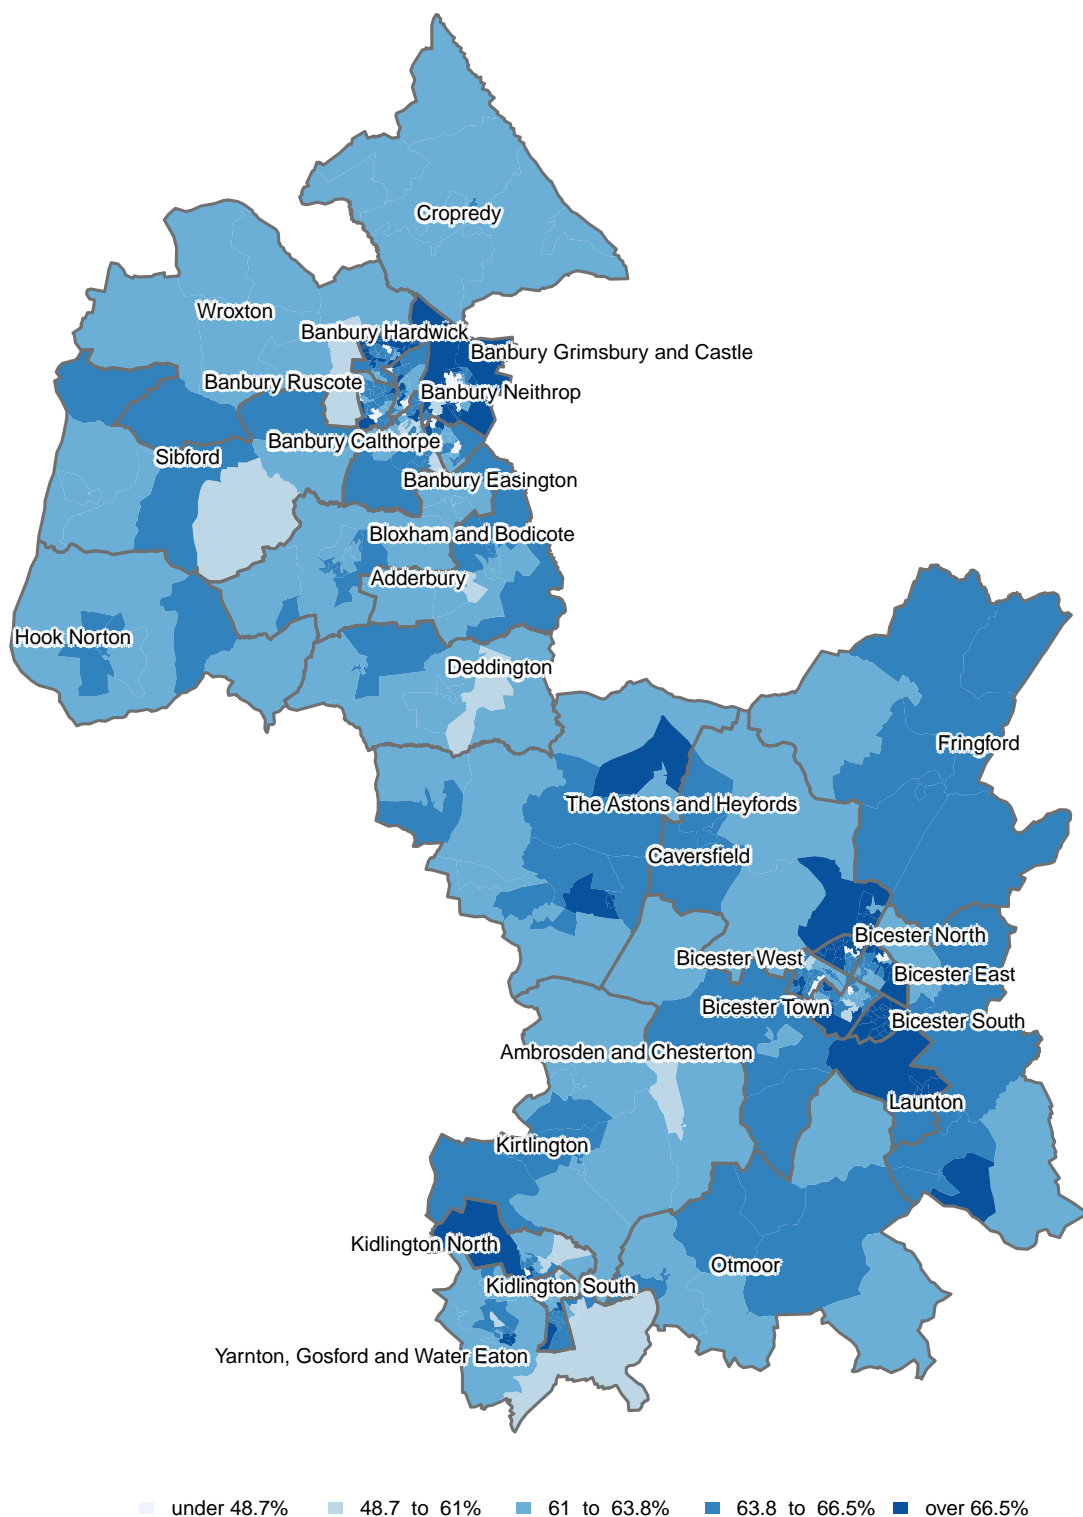 Cropredy
Wroxton
Banbury Hardwick
Banbury Grimsbury and Castle
Banbury Ruscote
Banbury Neithrop
Banbury Calthorpe
Sibford
Banbury Easington
Bloxham and Bodicote
Adderbury
Hook Norton
Deddington
Fringford
The Astons and Heyfords
Caversfield
Bicester North
Bicester West
Bicester East
Bicester Town
Bicester South
Ambrosden and Chesterton
Launton
Kirtlington
Kidlington North
Otmoor
Kidlington South
Yarnton, Gosford and Water Eaton
under 48.7% 48.7 to 61% 61 to 63.8% 63.8 to 66.5% over 66.5%